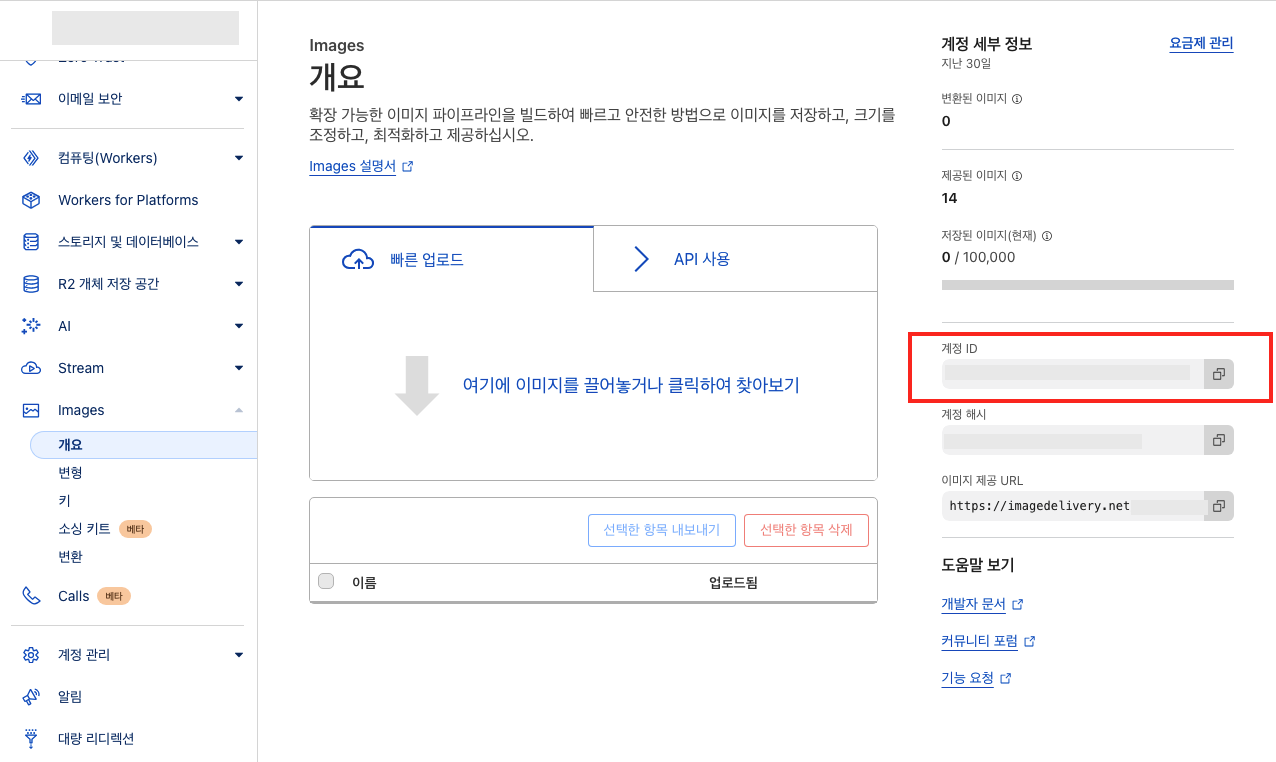 이메일 보안
컴퓨팅(Workers)
Workers for Platforms
스토리지 및 데이터베이스
R2 개체 저장 공간
AI
Stream
Images
개요
변형
키
소싱 키트 베타
변환
Calls 베타
계정 관리
알림
대량 리디렉션
Images
개요
확장 가능한 이미지 파이프라인을 빌드하여 빠르고 안전한 방법으로 이미지를 저장하고, 크기를
조정하고, 최적화하고 제공하십시오.
Images 설명서
빠른 업로드
API 사용
여기에 이미지를 끌어놓거나 클릭하여 찾아보기
선택한 항목 내보내기
선택한 항목 삭제
이름
업로드됨
계정 세부 정보
요금제 관리
지난 30일
변환된 이미지
0
제공된 이미지
14
저장된 이미지(현재)
0 / 100,000
계정 ID
계정 해시
이미지 제공 URL
https://imagedelivery.net
도움말 보기
개발자 문서
커뮤니티 포럼
기능 요청